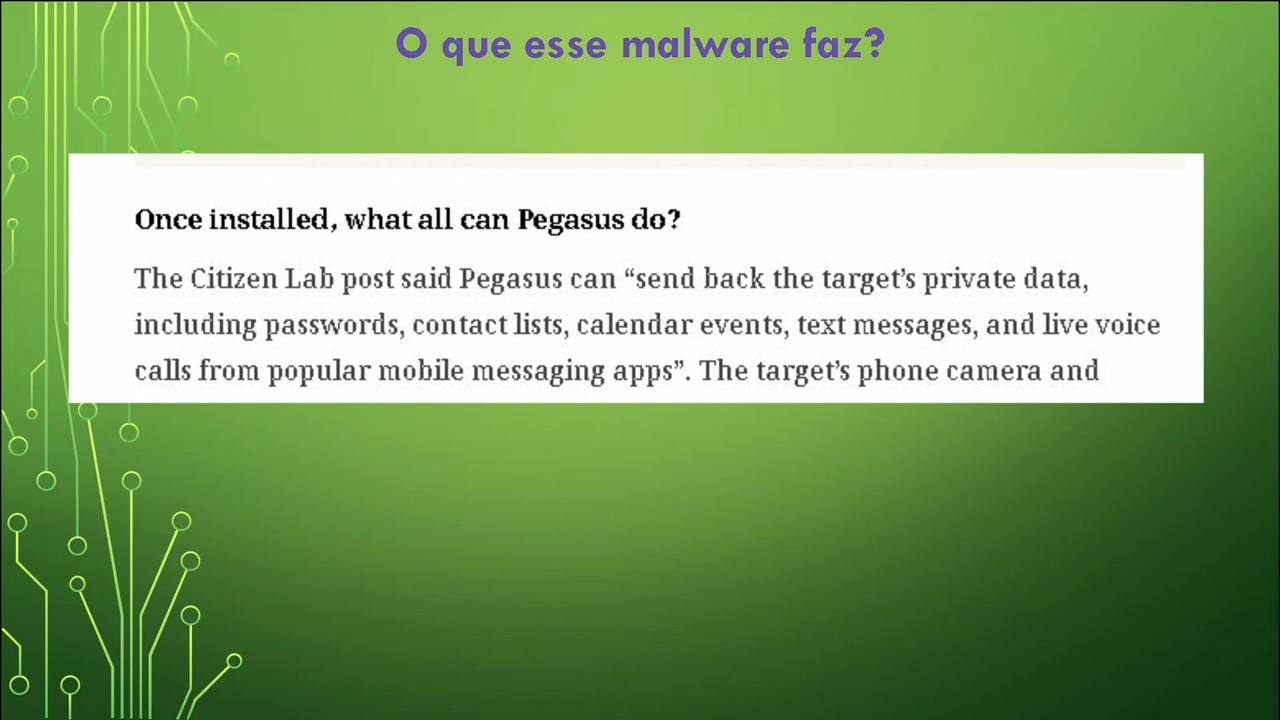 O que esse malware faz?
Once installed, what all can Pegasus do?
The Citizen Lab post said Pegasus can “send back the target’s private data,
including passwords, contact lists, calendar events, text messages, and live voice
calls from popular mobile messaging apps”. The target’s phone camera and